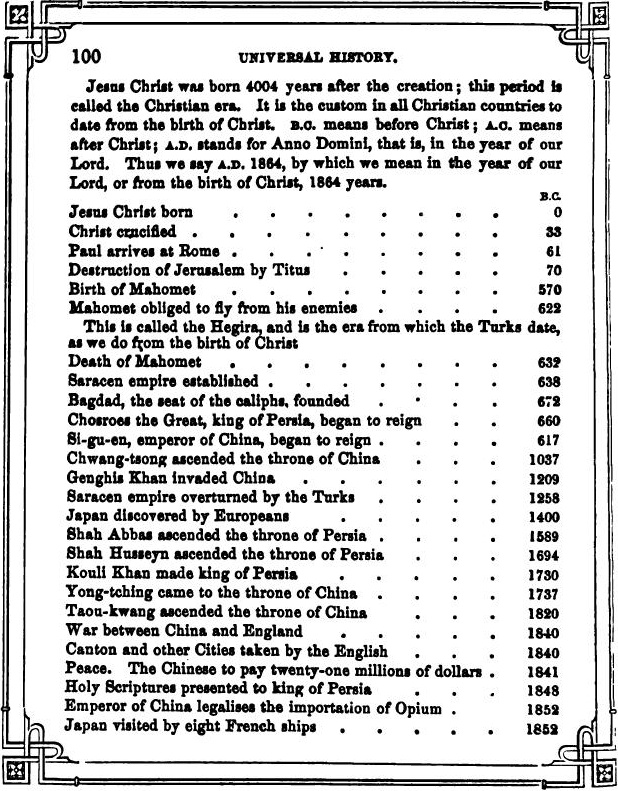 100 UNIVERSAL HISTORY.
Jesus Christ was born 4004 years after the creation; this period is
called the Christian era. It is the custom in all Christian countries to
date from the birth of Christ. B.C. means before Christ; A.C. means
after Christ; A.D. stands for Anno Domini, that is, in the year of our
Lord. Thus we say A.D. 1864, by which we mean in the year of our
Lord, or from the birth of Christ, 1864 years.
B.C.
Jesus Christ born . . . . . . . . 0
Christ crucified . . . . . . . . . 33
Paul arrives at Rome . . . . . . . 61
Destruction of Jerusalem by Titus . . . . . 70
Birth of Mahomet . . . . . . . . 570
Mahomet obliged to fly from his enemies . . . . 622
This is called the Hegira, and is the era from which the Turks date,
as we do from the birth of Christ
Death of Mahomet . . . . . . . . 632
Saracen empire established . . . . . . . 638
Bagdad, the seat of the caliphs, founded . . . . 672
Chosroes the Great, king of Persia, began to reign . . 660
Si-gu-en, emperor of China, began to reign . . . . 617
Chwang-tsong ascended the throne of China . . . 1037
Genghis Khan invaded China . . . . . . 1209
Saracen empire overturned by the Turks . . . . 1258
Japan discovered by Europeans . . . . . 1400
Shah Abbas ascended the throne of Persia . . . . 1589
Shah Husseyn ascended the throne of Persia . . . 1694
Kouli Khan made king of Persia . . . . . 1730
Yong-tching came to the throne of China . . . . 1737
Taou-kwang ascended the throne of China . . . 1820
War between China and England . . . . . 1840
Canton and other Cities taken by the English . . . 1840
Peace. The Chinese to pay twenty-one millions of dollars . 1841
Holy Scriptures presented to king of Persia . . . 1848
Emperor of China legalises the importation of Opium . 1852
Japan visited by eight French ships . . . . . 1852